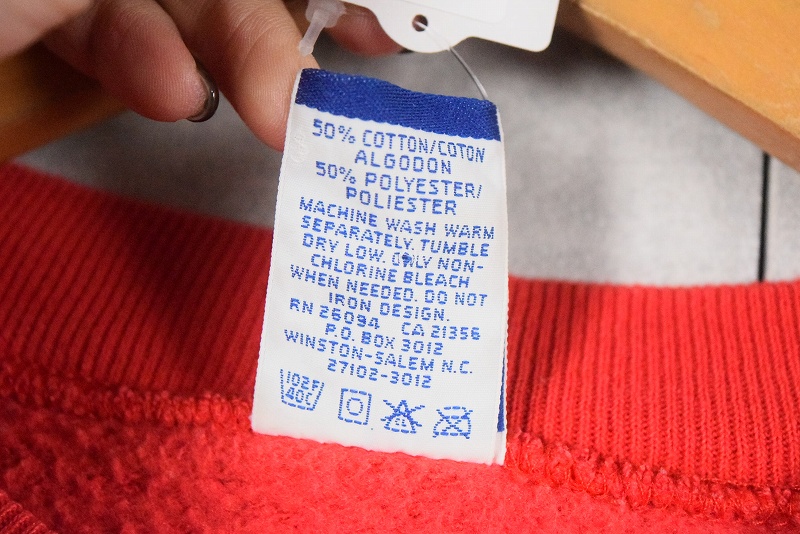 50% COTTON/COTON
ALGODON
50% POLYESTER/
POLIESTER
MACHINE WASH WARM
SEPARATELY. TUMBLE
DRY LOW. ONLY NON-
CHLORINE BLEACH
WHEN NEEDED. DO NOT
IRON DESIGN.
RN 26094 CA 21356
P.O. BOX 3012
WINSTON-SALEM N.C.
27102-3012
102F
40C